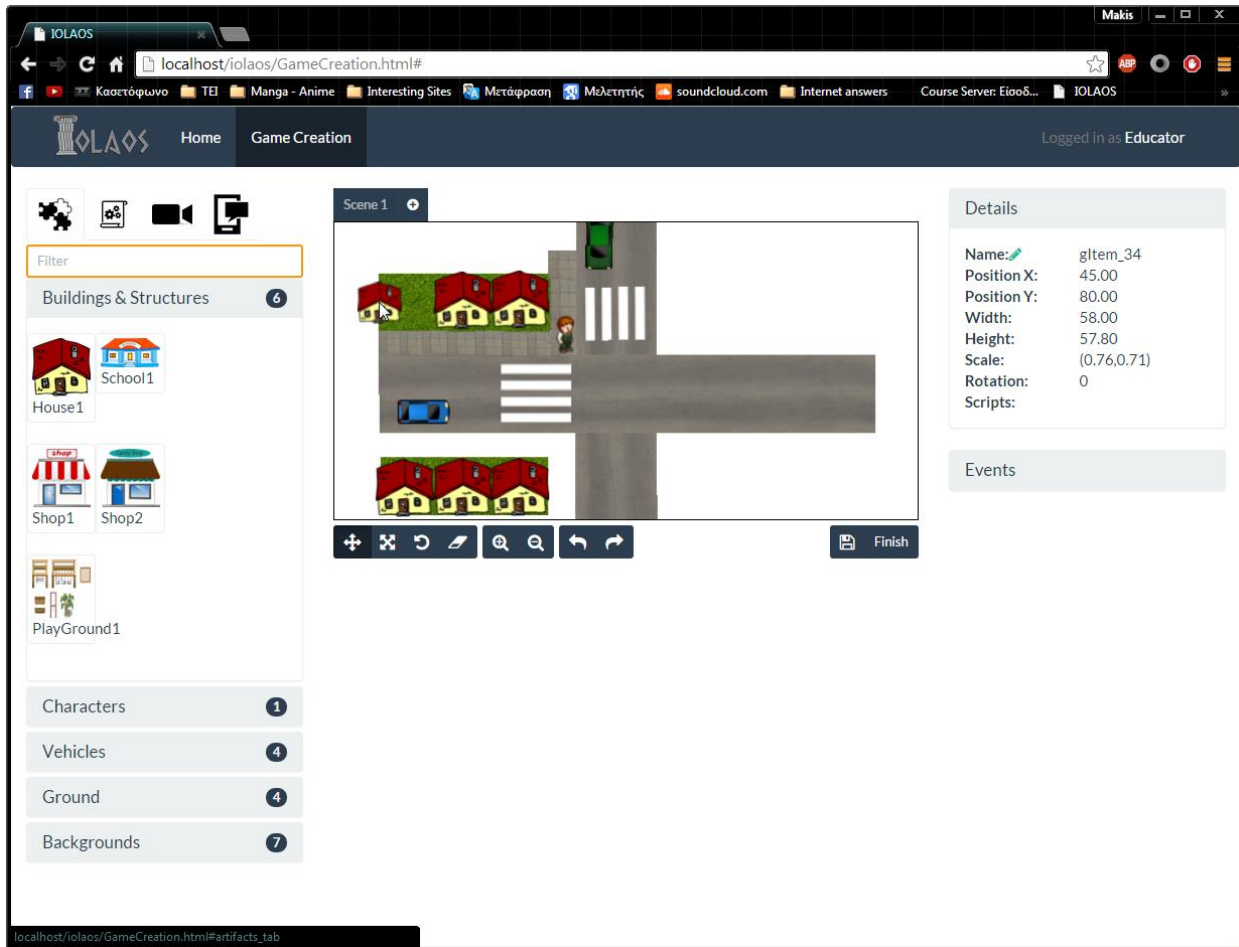 Makis
IOLAOS
localhost/iolaos/GameCreation.html#
ABP
Κασετόφωνο TEI Manga - Anime Interesting Sites Μετάφραση Μελετητής soundcloud.com Internet answers Course Server: Είσοδ... IOLAOS »
IOLAOS Home Game Creation Logged in as Educator
Scene 1
Filter
Buildings & Structures 6
House1
School1
shop
Shop1
Shop2
PlayGround1
Characters 1
Vehicles 4
Ground 4
Backgrounds 7
Finish
Details
Name: gItem_34
Position X: 45.00
Position Y: 80.00
Width: 58.00
Height: 57.80
Scale: (0.76,0.71)
Rotation: 0
Scripts:
Events
localhost/iolaos/GameCreation.html#artifacts_tab